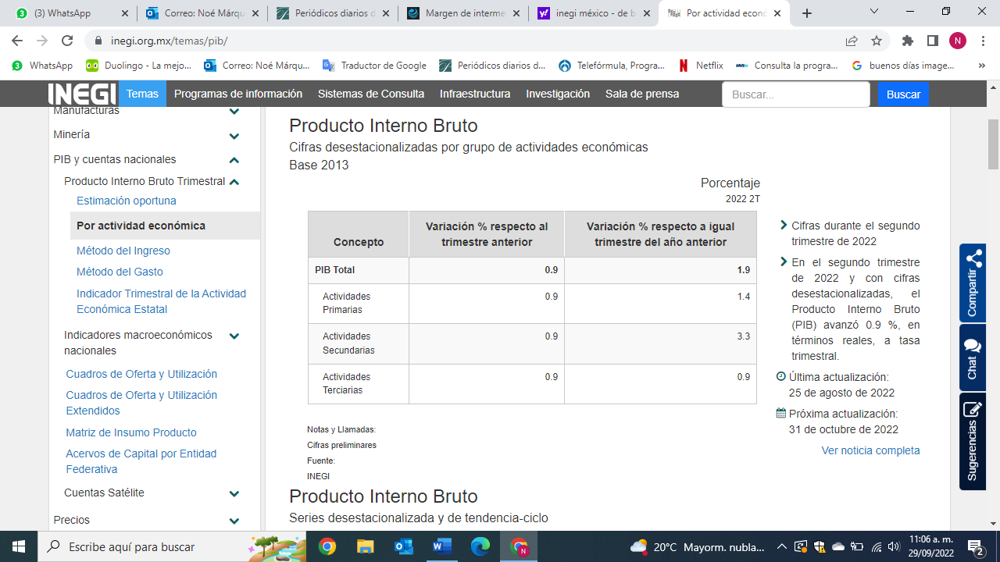 (3) WhatsApp
Correo: Noé Márqu
Periódicos diarios d
Margen de interme
inegi méxico - de b
Por actividad econó
inegi.org.mx/temas/pib/
N
3 WhatsApp
Duolingo - La mejo...
Correo: Noé Márqu...
Traductor de Google
Periódicos diarios d...
Telefórmula, Progra...
Netflix
Consulta la progra...
buenos días image...
»
INEGI
Temas
Programas de información
Sistemas de Consulta
Infraestructura
Investigación
Sala de prensa
Buscar...
Buscar
Manufacturas
Minería
PIB y cuentas nacionales
Producto Interno Bruto Trimestral
Estimación oportuna
Por actividad económica
Método del Ingreso
Método del Gasto
Indicador Trimestral de la Actividad
Económica Estatal
Indicadores macroeconómicos
nacionales
Cuadros de Oferta y Utilización
Cuadros de Oferta y Utilización
Extendidos
Matriz de Insumo Producto
Acervos de Capital por Entidad
Federativa
Cuentas Satélite
Precios
Producto Interno Bruto
Cifras desestacionalizadas por grupo de actividades económicas
Base 2013
Porcentaje
2022 2T
Concepto
Variación % respecto al
trimestre anterior
Variación % respecto a igual
trimestre del año anterior
PIB Total 0.9 1.9
Actividades
Primarias
0.9 1.4
Actividades
Secundarias
0.9 3.3
Actividades
Terciarias
0.9 0.9
Notas y Llamadas:
Cifras preliminares
Fuente:
INEGI
Producto Interno Bruto
Series desestacionalizada y de tendencia-ciclo
Cifras durante el segundo
trimestre de 2022
En el segundo trimestre
de 2022 y con cifras
desestacionalizadas, el
Producto Interno Bruto
(PIB) avanzó 0.9 %, en
términos reales, a tasa
trimestral.
Última actualización:
25 de agosto de 2022
Próxima actualización:
31 de octubre de 2022
Ver noticia completa
Compartir
Chat
Sugerencias
Escribe aquí para buscar
20°C Mayorm. nubla...
11:06 a. m.
29/09/2022
2